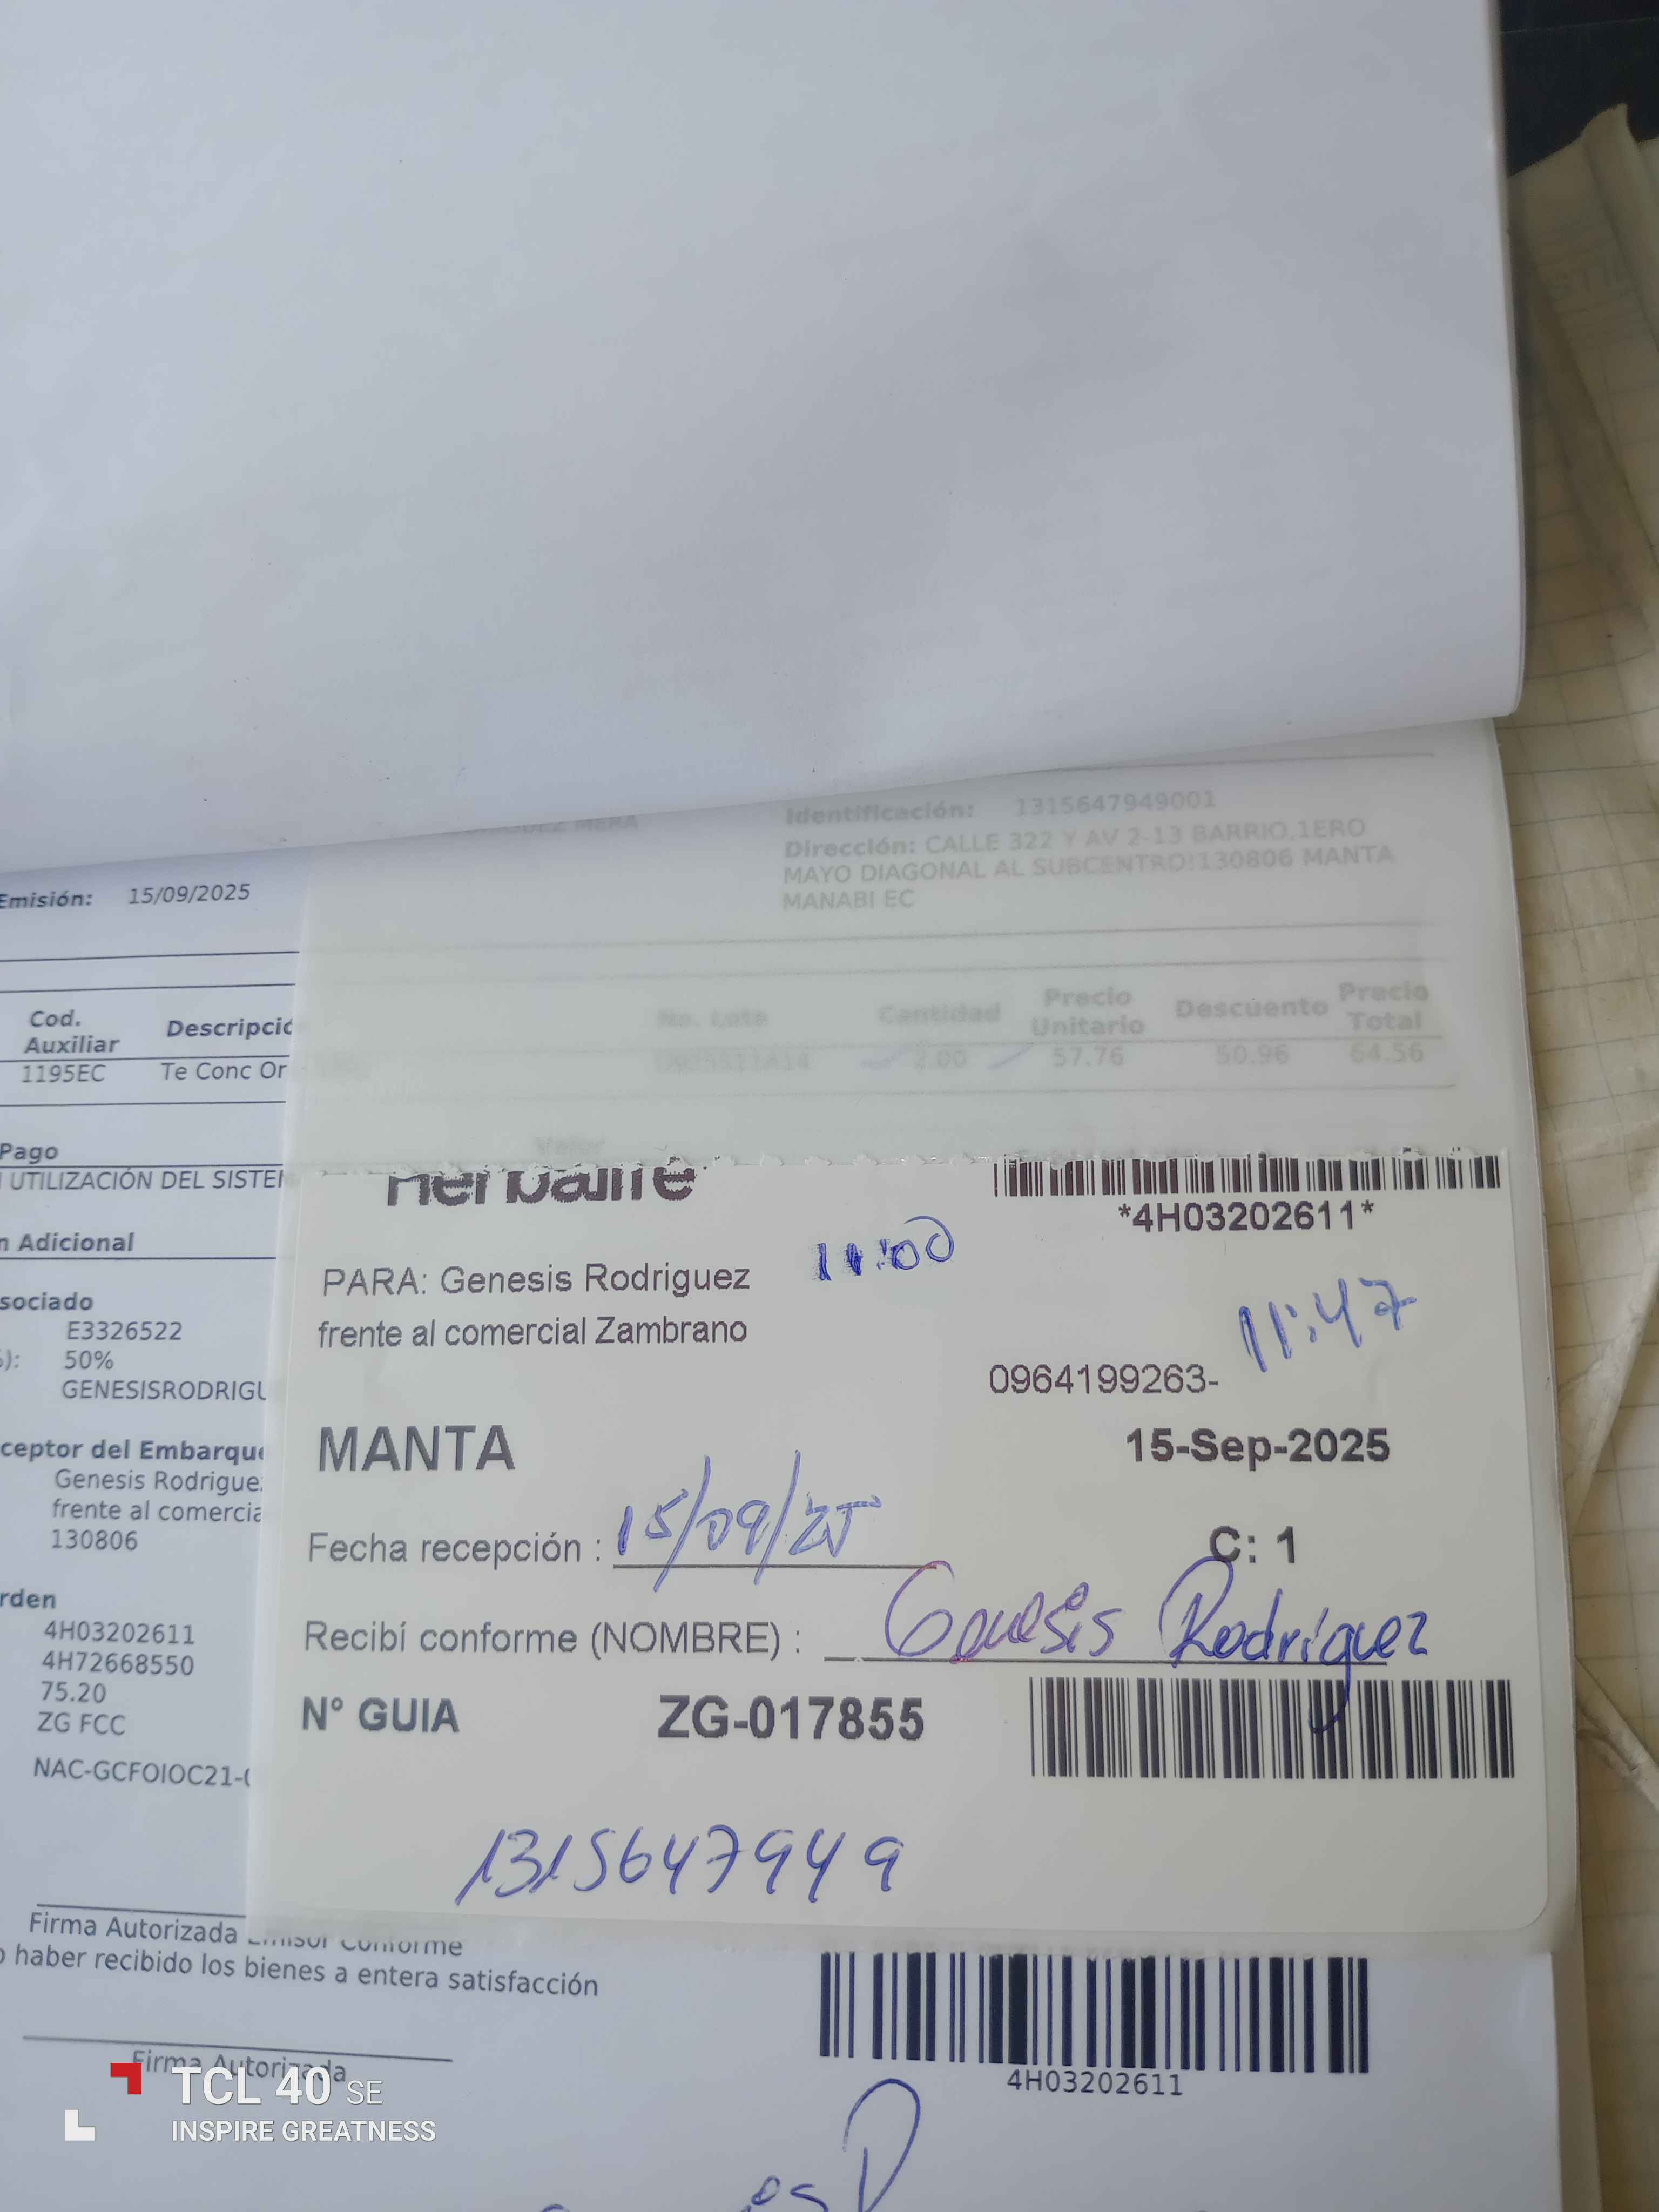 MERA
Identificación: 1315647949001
Dirección: CALLE 322 Y AV 2-13 BARRIO.1ERO
MAYO DIAGONAL AL SUBCENTRO!130806 MANTA
MANABI EC
Emisión: 15/09/2025
Cod.
Auxiliar
Descripció
No. Lote
Cantidad
Precio
Unitario
Descuento
Precio
Total
1195EC
Te Conc Or
2.00
57.76
50.96
64.56
Valor
Pago
UTILIZACIÓN DEL SISTEM
n Adicional
sociado
E3326522
): 50%
GENESISRODRIGU
ceptor del Embarque
Genesis Rodrigue
frente al comercia
130806
rden
4H03202611
4H72668550
75.20
ZG FCC
NAC-GCFOIOC21-0
Herbalife
*4H03202611*
11:00
PARA: Genesis Rodriguez
frente al comercial Zambrano
11:47
0964199263-
MANTA
15-Sep-2025
Fecha recepción : 15/09/25
C: 1
Recibí conforme (NOMBRE) : Genesis Rodríguez
N° GUIA ZG-017855
1315647949
Firma Autorizada Emisor Conforme
o haber recibido los bienes a entera satisfacción
Firma Autorizada
4H03202611
TCL 40 SE
INSPIRE GREATNESS